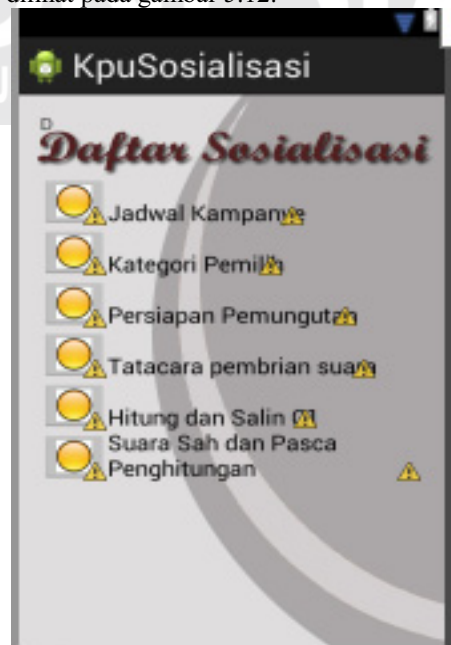 dilihat pada gambar 3.12.
KpuSosialisasi
D
Daftar Sosialisasi
Jadwal Kampanye
Kategori Pemilih
Persiapan Pemungutan
Tatacara pembrian suara
Hitung dan Salin
Suara Sah dan Pasca
Penghitungan